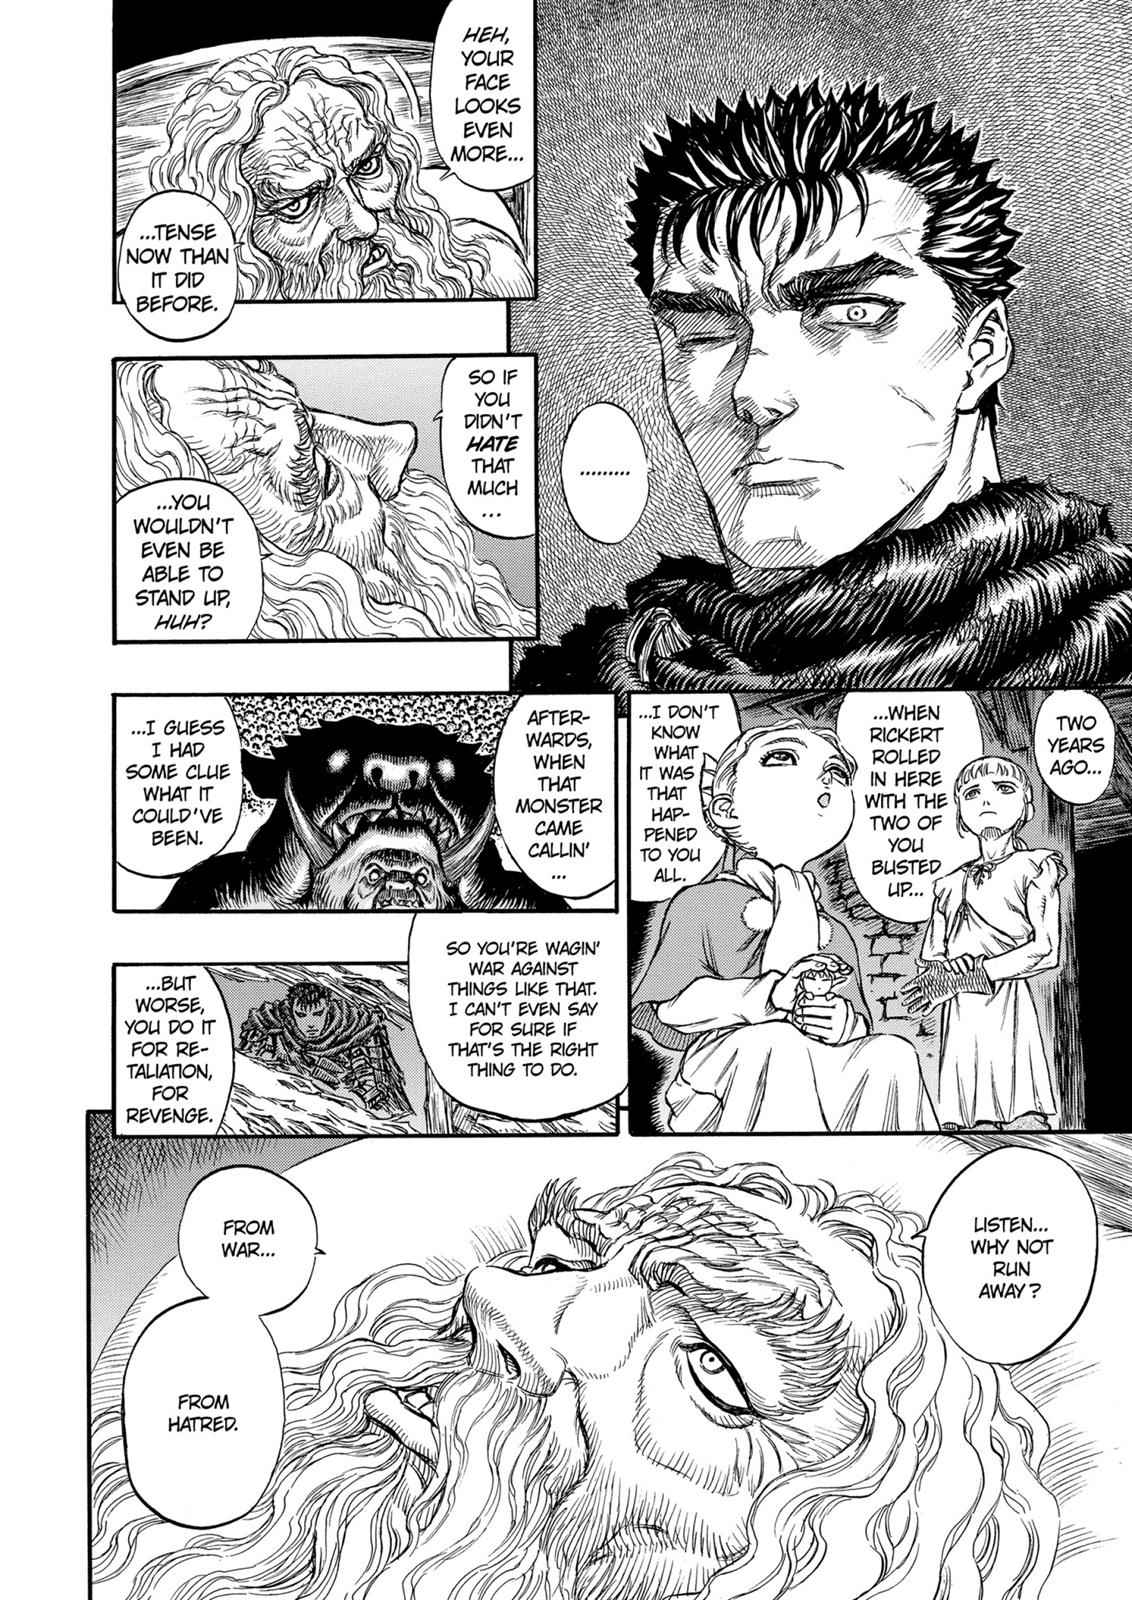 HEH,
YOUR
FACE
LOOKS
EVEN
MORE...
...TENSE
NOW THAN
IT DID
BEFORE.
.........
SO IF
YOU
DIDN'T
HATE
THAT
MUCH
...
...YOU
WOULDN'T
EVEN BE
ABLE TO
STAND UP,
HUH?
TWO
YEARS
AGO...
...WHEN
RICKERT
ROLLED
IN HERE
WITH THE
TWO OF
YOU
BUSTED
UP...
...I DON'T
KNOW
WHAT
IT WAS
THAT
HAP-
PENED
TO YOU
ALL.
AFTER-
WARDS,
WHEN
THAT
MONSTER
CAME
CALLIN'
...
...I GUESS
I HAD
SOME CLUE
WHAT IT
COULD'VE
BEEN.
SO YOU'RE WAGIN'
WAR AGAINST
THINGS LIKE THAT.
I CAN'T EVEN SAY
FOR SURE IF
THAT'S THE RIGHT
THING TO DO.
...BUT
WORSE,
YOU DO IT
FOR RE-
TALIATION,
FOR
REVENGE.
LISTEN...
WHY NOT
RUN
AWAY?
FROM
WAR...
FROM
HATRED.